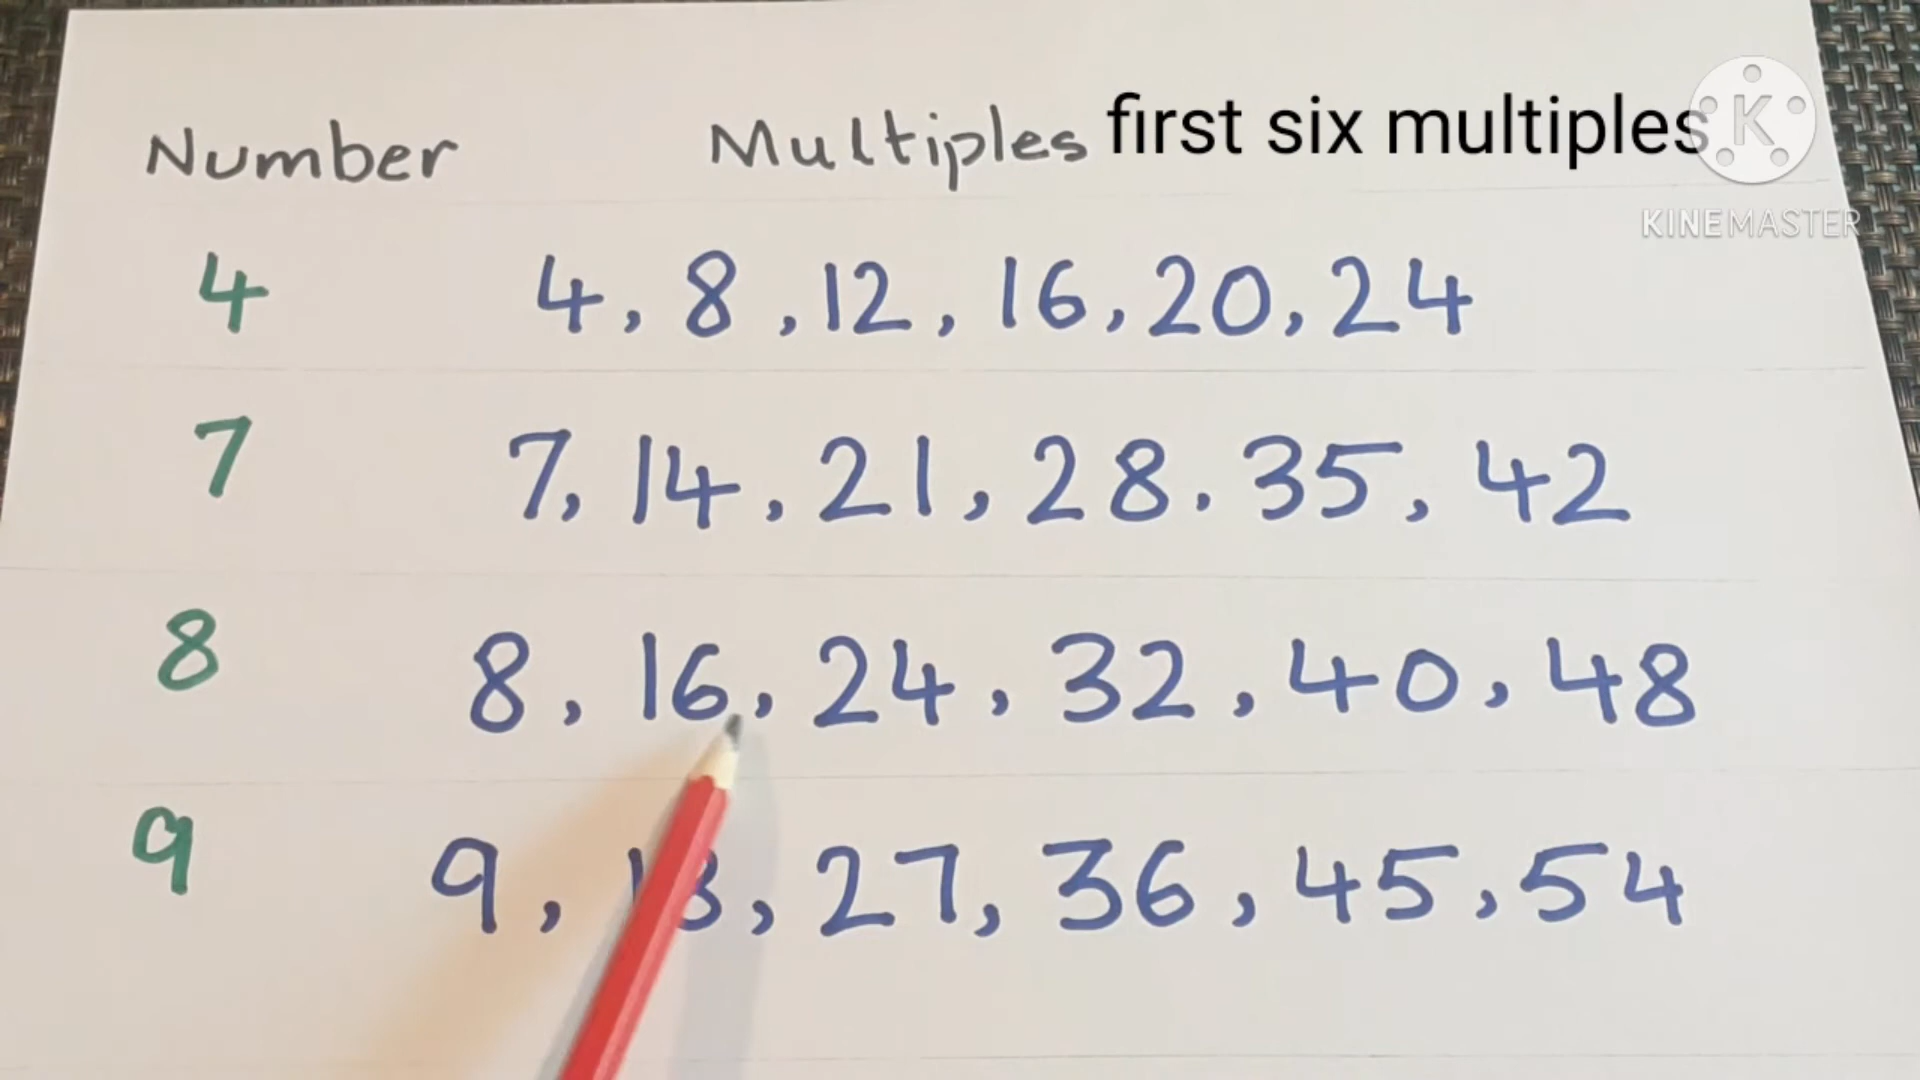 Number Multiples first six multiples
K
KINEMASTER
4 4, 8, 12, 16, 20, 24
7 7, 14, 21, 28. 35, 42
8 8, 16, 24, 32, 40, 48
9 9, 18, 27, 36, 45, 54